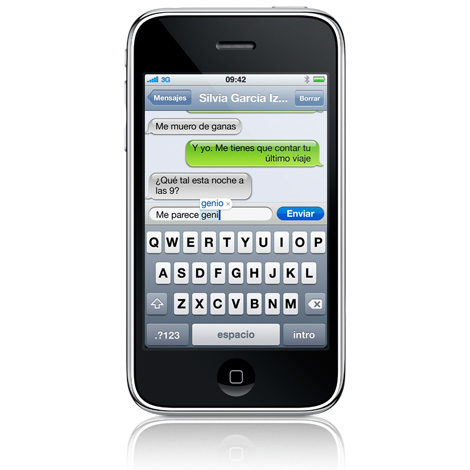 3G 09:42
Mensajes Silvia García Iz... Borrar
Me muero de ganas
Y yo. Me tienes que contar tu
último viaje
¿Qué tal esta noche a
las 9?
genio ×
Me parece geni Enviar
Q W E R T Y U I O P
A S D F G H J K L
Z X C V B N M
.?123 espacio intro